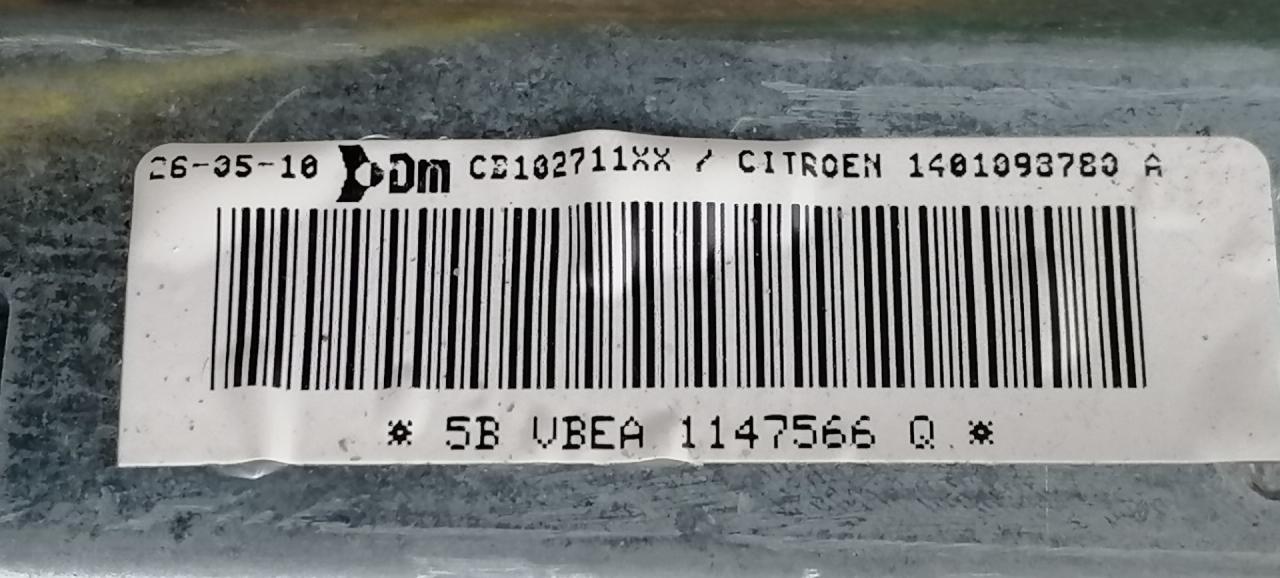 26-05-10 Dm CB102711XX / CITROEN 1401093780 A
* 5B VBEA 1147566 Q *